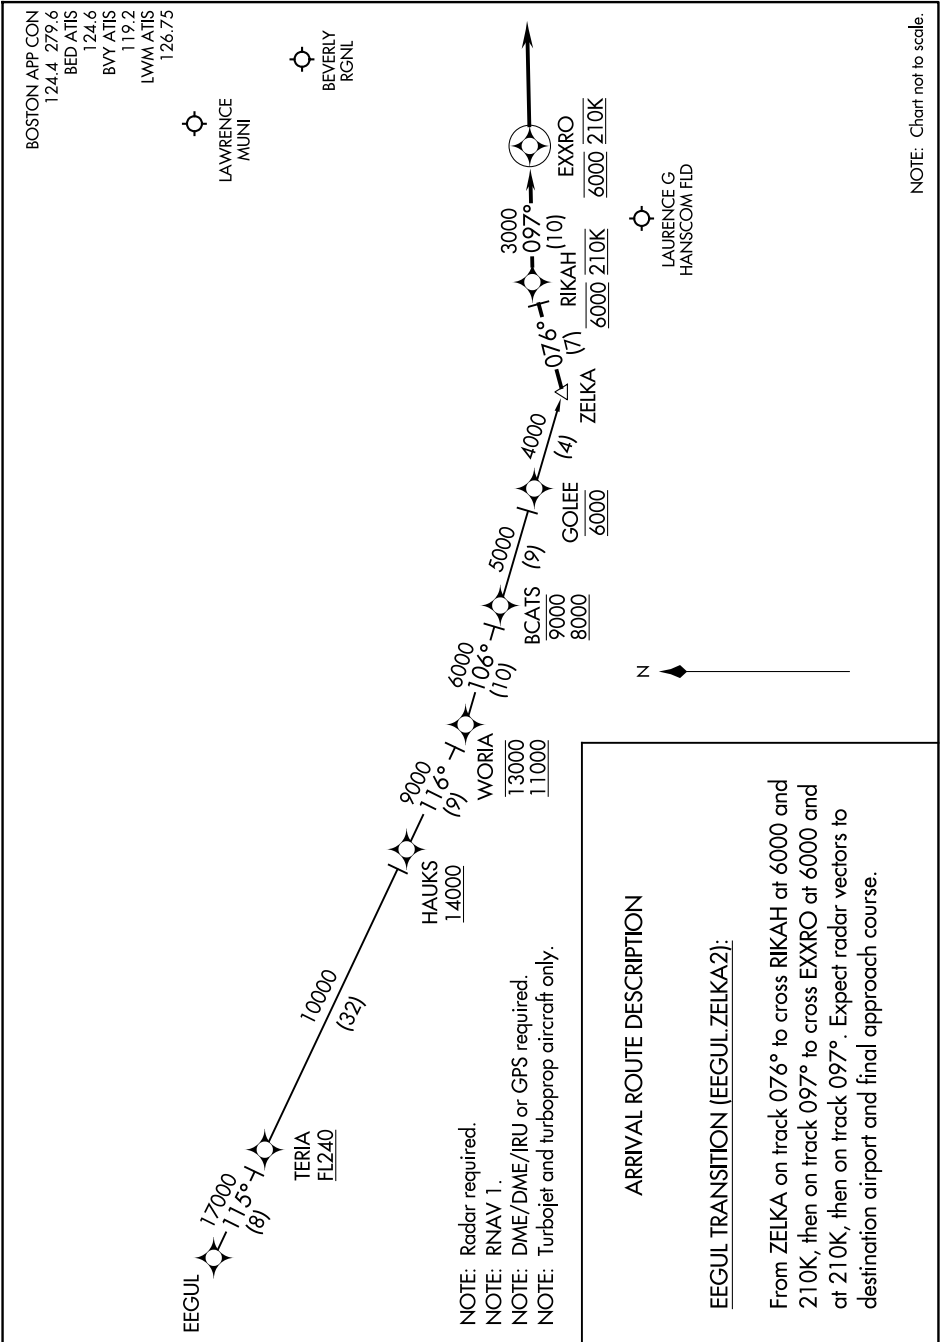 BOSTON APP CON
124.4 279.6
BED ATIS
124.6
BVY ATIS
119.2
LWM ATIS
126.75
BEVERLY
RGNL
LAWRENCE
MUNI
EEGUL
17000
115°
(8)
TERIA
FL240
10000
(32)
HAUKS
14000
9000
116°
(9)
WORIA
13000
11000
6000
106°
(10)
BCATS
9000
8000
5000
(9)
GOLEE
6000
4000
(4)
ZELKA
076°
(7)
RIKAH
6000 210K
3000
097°
(10)
EXXRO
6000 210K
LAURENCE G
HANSCOM FLD
N
NOTE: Radar required.
NOTE: RNAV 1.
NOTE: DME/DME/IRU or GPS required.
NOTE: Turbojet and turboprop aircraft only.
ARRIVAL ROUTE DESCRIPTION
EEGUL TRANSITION (EEGUL.ZELKA2):
From ZELKA on track 076° to cross RIKAH at 6000 and
210K, then on track 097° to cross EXXRO at 6000 and
at 210K, then on track 097°. Expect radar vectors to
destination airport and final approach course.
NOTE: Chart not to scale.